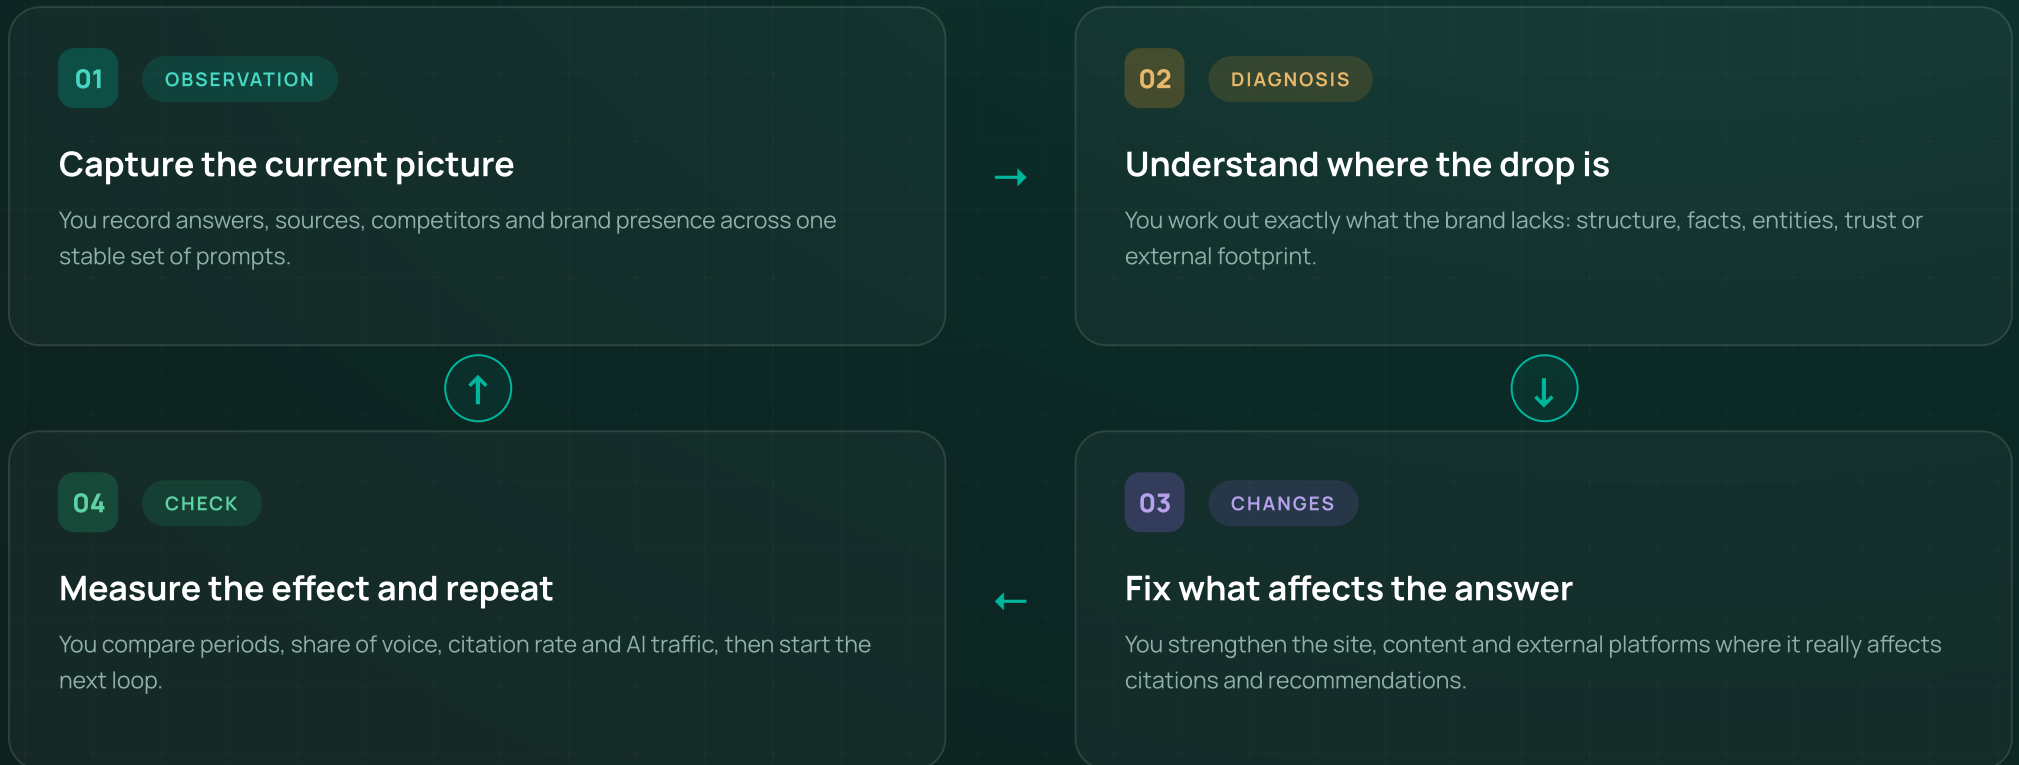 01
OBSERVATION
Capture the current picture
You record answers, sources, competitors and brand presence across one
stable set of prompts.
→
02
DIAGNOSIS
Understand where the drop is
You work out exactly what the brand lacks: structure, facts, entities, trust or
external footprint.
↑
↓
04
CHECK
Measure the effect and repeat
You compare periods, share of voice, citation rate and AI traffic, then start the
next loop.
←
03
CHANGES
Fix what affects the answer
You strengthen the site, content and external platforms where it really affects
citations and recommendations.